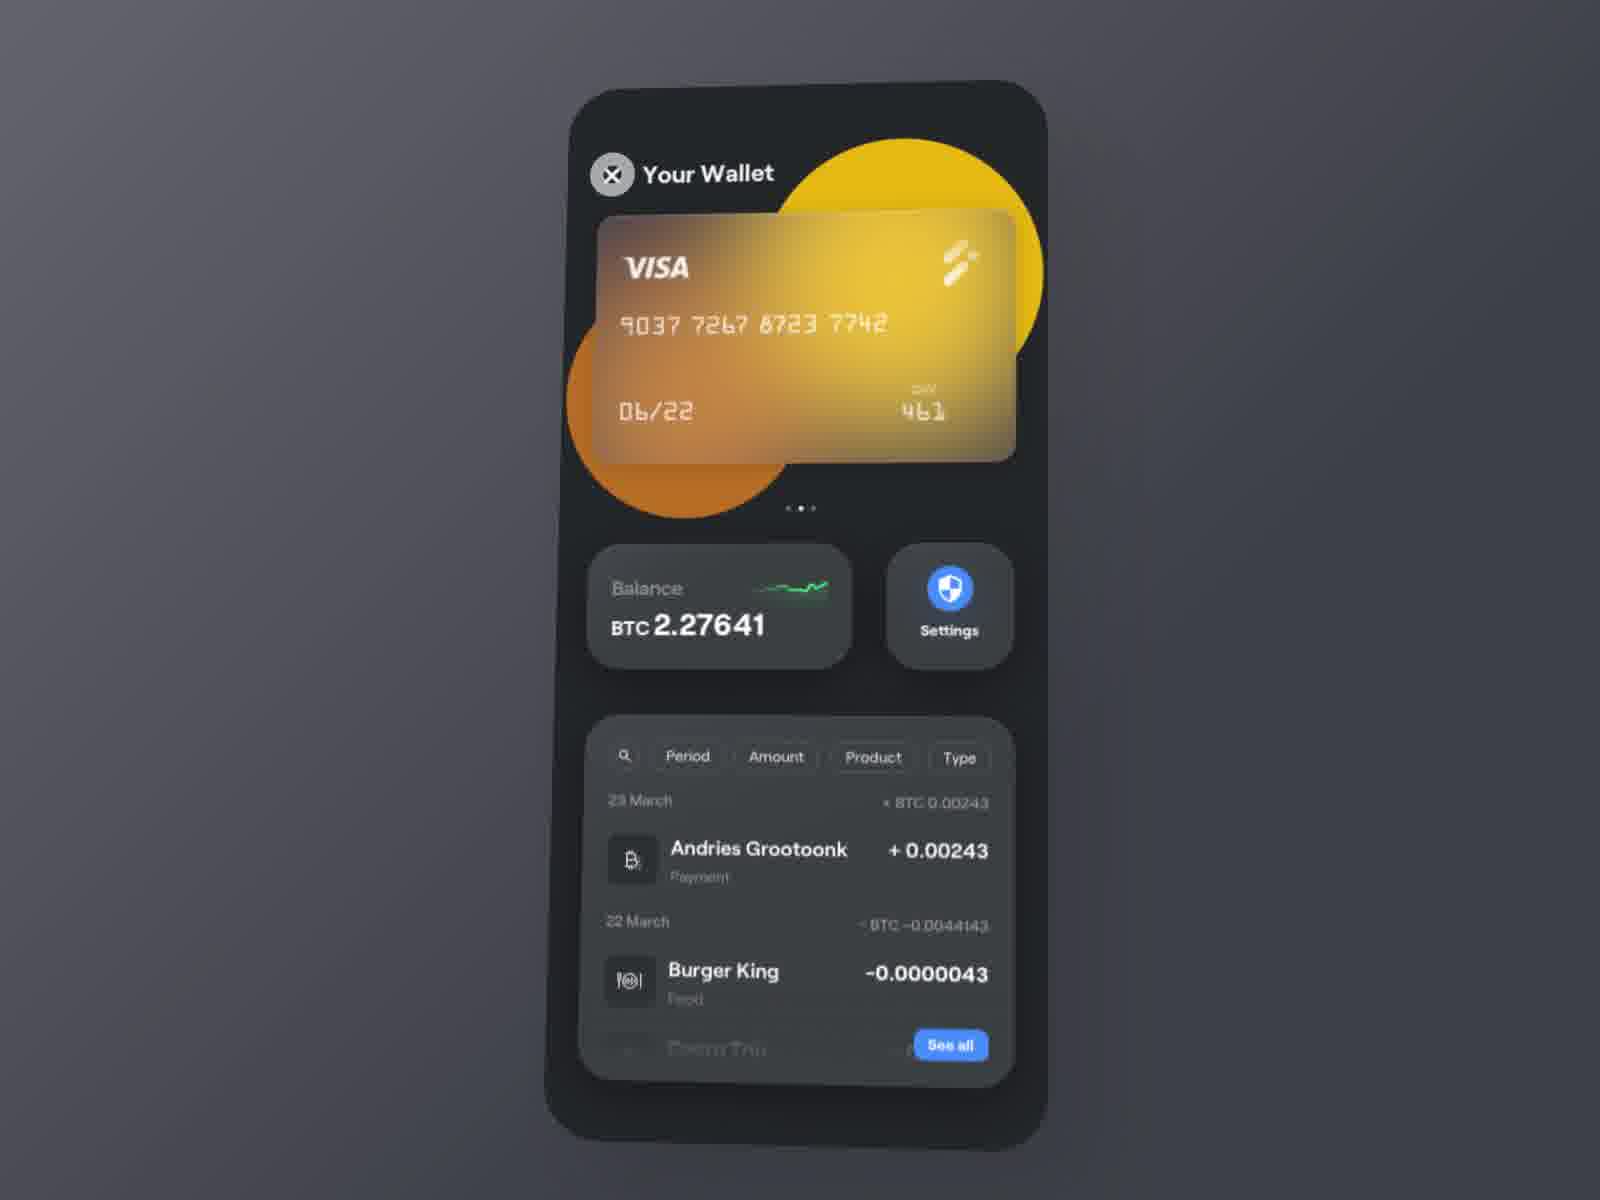 Your Wallet
VISA
9037 7267 8723 7742
06/22
461
Balance
BTC 2.27641
Settings
Period Amount Product Type
23 March + BTC 0.00243
Andries Grootoonk + 0.00243
Payment
22 March - BTC -0.0044143
Burger King -0.0000043
Food
See all